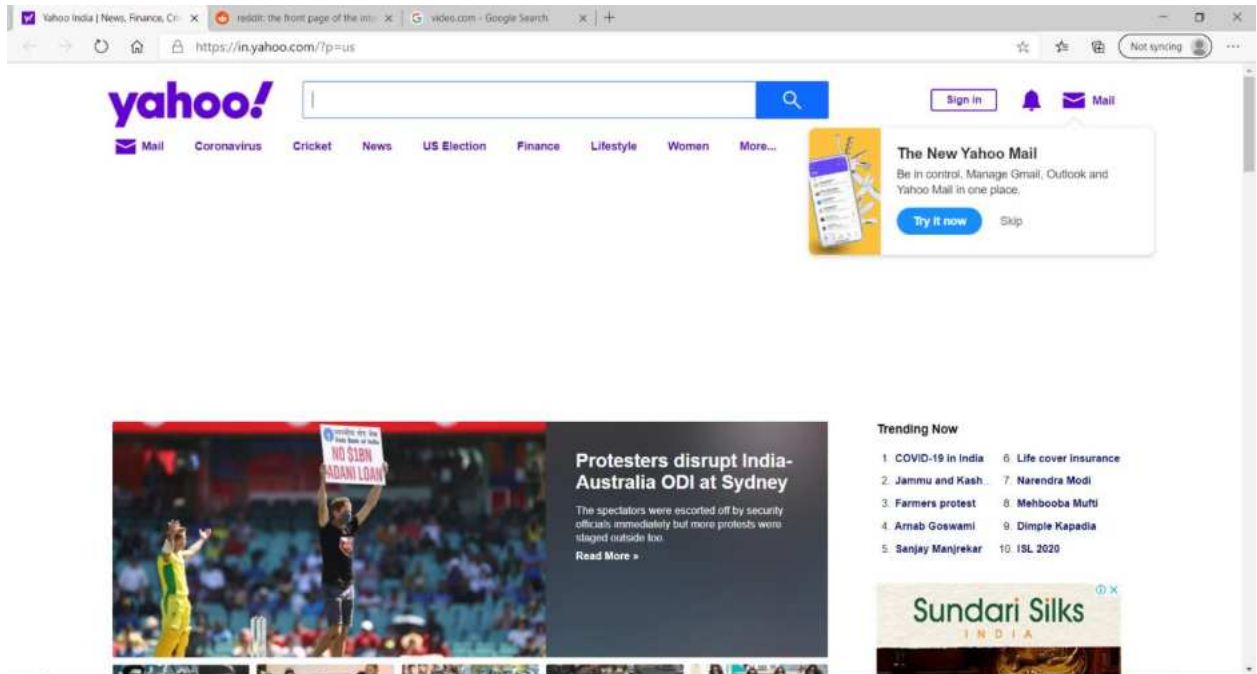 Yahoo India | News, Finance, Cri
reddit: the front page of the inte
video.com - Google Search
https://in.yahoo.com/?p=us
Not syncing
yahoo!
Sign in
Mail
Mail Coronavirus Cricket News US Election Finance Lifestyle Women More...
The New Yahoo Mail
Be in control. Manage Gmail, Outlook and
Yahoo Mail in one place.
Try it now Skip
State Bank of India
NO $1BN
ADANI LOAN
Protesters disrupt India-
Australia ODI at Sydney
The spectators were escorted off by security
officials immediately but more protests were
staged outside too.
Read More »
Trending Now
1. COVID-19 in India 6. Life cover insurance
2. Jammu and Kash... 7. Narendra Modi
3. Farmers protest 8. Mehbooba Mufti
4. Arnab Goswami 9. Dimple Kapadia
5. Sanjay Manjrekar 10. ISL 2020
Sundari Silks
INDIA